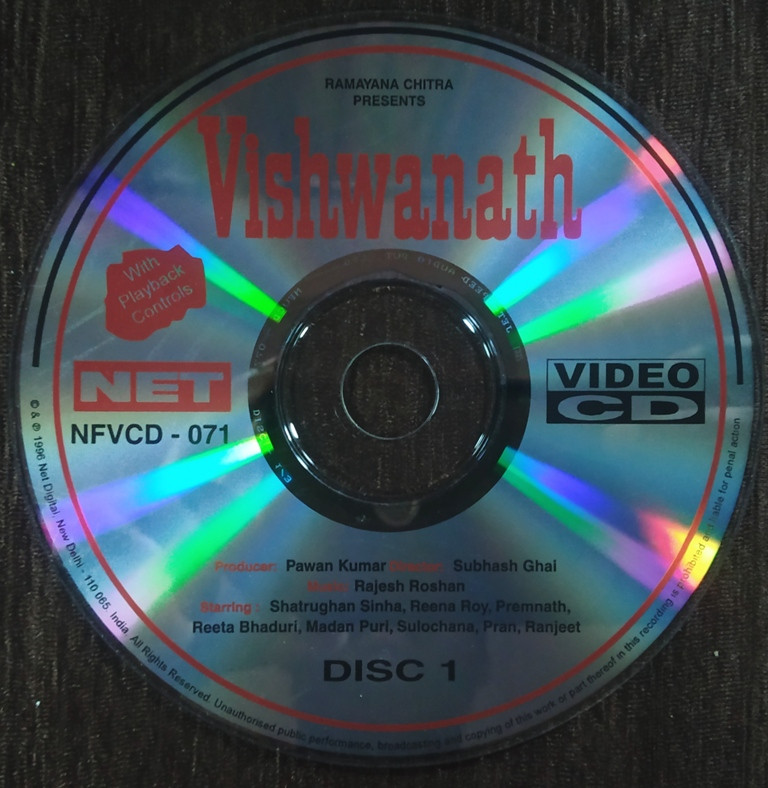 RAMAYANA CHITRA
PRESENTS
Vishwanath
With
Playback
Controls
NET
NFVCD - 071
VIDEO
CD
Producer: Pawan Kumar Director: Subhash Ghai
Music: Rajesh Roshan
Starring: Shatrughan Sinha, Reena Roy, Premnath,
Reeta Bhaduri, Madan Puri, Sulochana, Pran, Ranjeet
DISC 1
© & ℗ 1996 Net Digital, New Delhi - 110 065. India. All Rights Reserved. Unauthorised public performance, broadcasting and copying of this work or part thereof in this recording is prohibited and liable for penal action